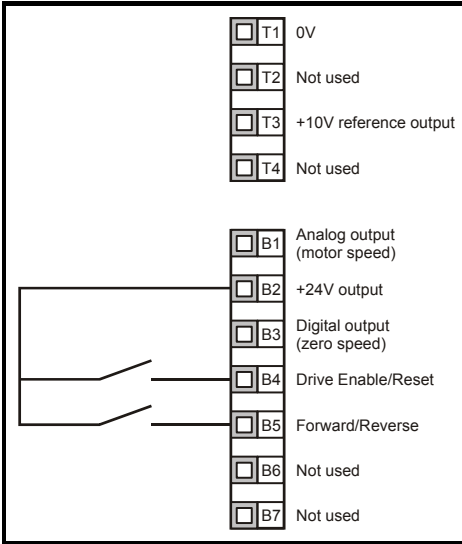 T1 0V
T2 Not used
T3 +10V reference output
T4 Not used
B1 Analog output
(motor speed)
B2 +24V output
B3 Digital output
(zero speed)
B4 Drive Enable/Reset
B5 Forward/Reverse
B6 Not used
B7 Not used